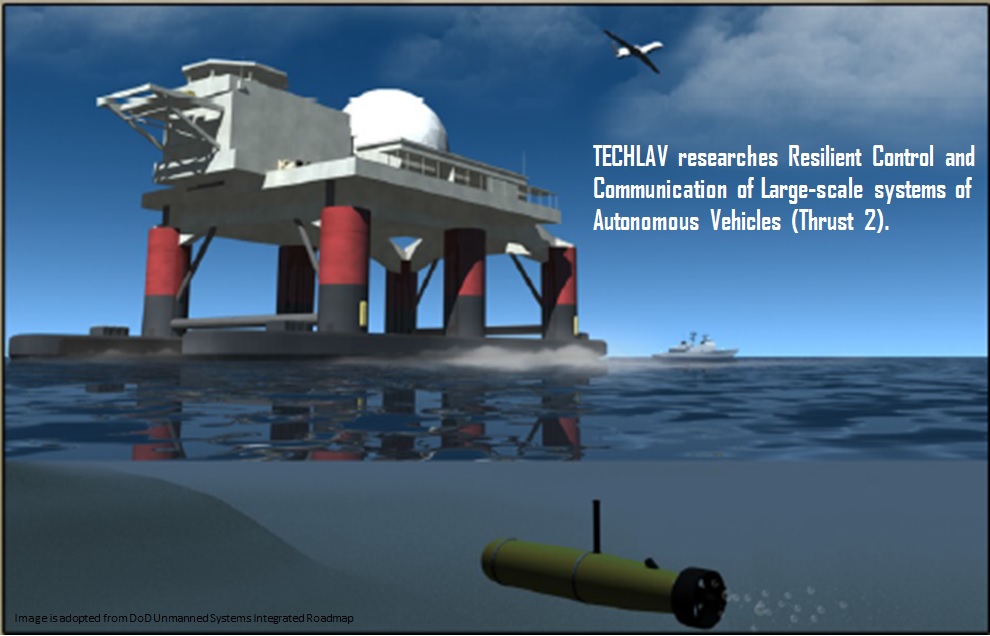 TECHLAV researches Resilient Control and
Communication of Large-scale systems of
Autonomous Vehicles (Thrust 2).
Image is adopted from DoD Unmanned Systems Integrated Roadmap